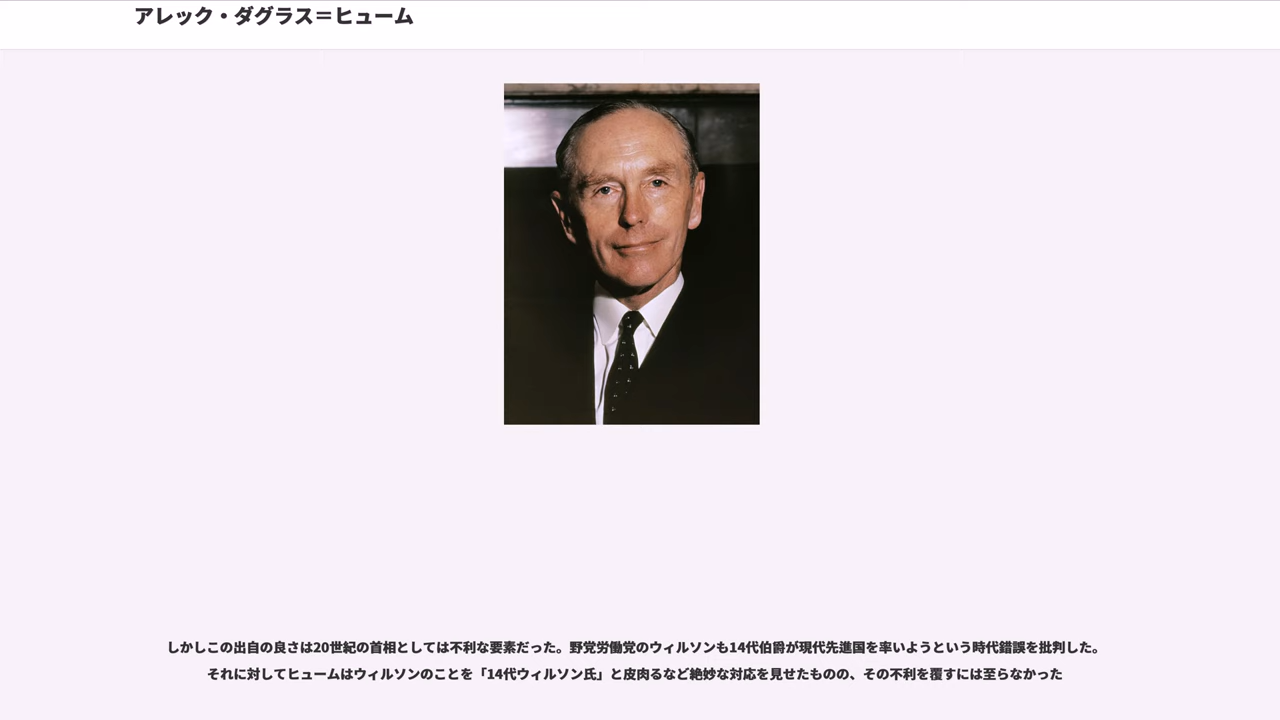 アレック・ダグラス＝ヒューム
しかしこの出自の良さは20世紀の首相としては不利な要素だった。野党労働党のウィルソンも14代伯爵が現代先進国を率いようという時代錯誤を批判した。
それに対してヒュームはウィルソンのことを「14代ウィルソン氏」と皮肉るなど絶妙な対応を見せたものの、その不利を覆すには至らなかった